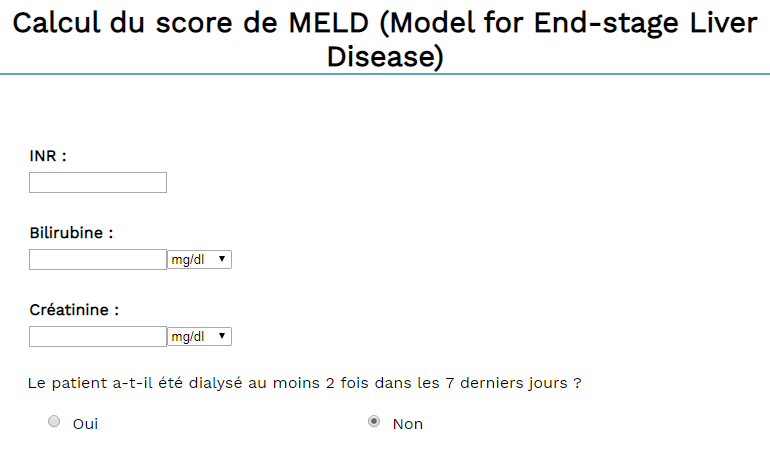 Calcul du score de MELD (Model for End-stage Liver
Disease)
INR :
Bilirubine :
mg/dl
Créatinine :
mg/dl
Le patient a-t-il été dialysé au moins 2 fois dans les 7 derniers jours ?
Oui Non